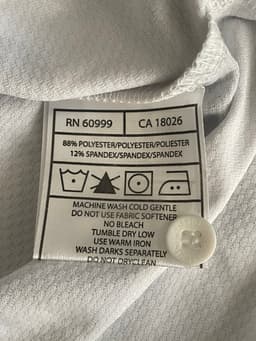 RN 60999 CA 18026
88% POLYESTER/POLYESTER/POLIESTER
12% SPANDEX/SPANDEX/SPANDEX
MACHINE WASH COLD GENTLE
DO NOT USE FABRIC SOFTENER
NO BLEACH
TUMBLE DRY LOW
USE WARM IRON
WASH DARKS SEPARATELY
DO NOT DRYCLEAN